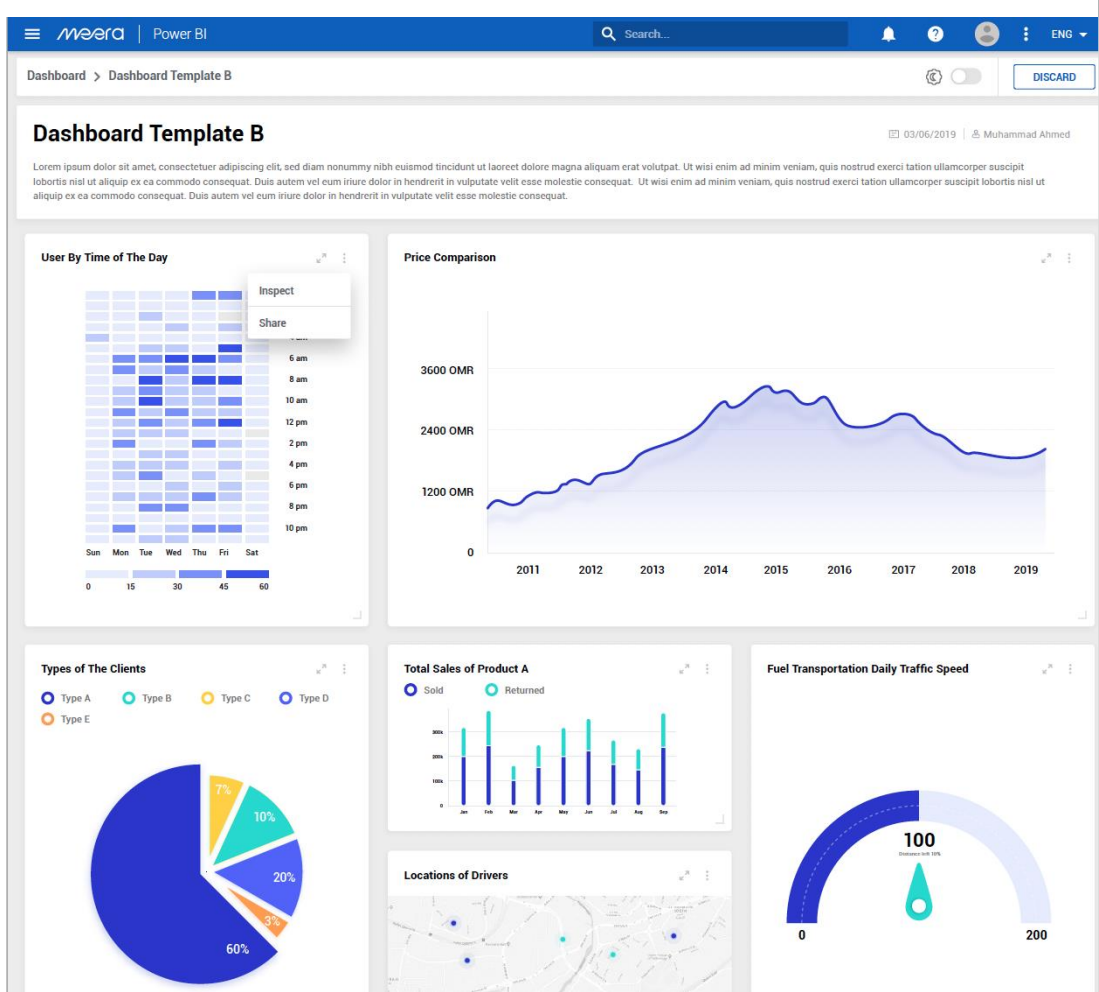 meera | Power BI
Search...
ENG
Dashboard > Dashboard Template B
DISCARD
Dashboard Template B
03/06/2019 | Muhammad Ahmed
Lorem ipsum dolor sit amet, consectetuer adipiscing elit, sed diam nonummy nibh euismod tincidunt ut laoreet dolore magna aliquam erat volutpat. Ut wisi enim ad minim veniam, quis nostrud exerci tation ullamcorper suscipit
lobortis nisl ut aliquip ex ea commodo consequat. Duis autem vel eum iriure dolor in hendrerit in vulputate velit esse molestie consequat. Ut wisi enim ad minim veniam, quis nostrud exerci tation ullamcorper suscipit lobortis nisl ut
aliquip ex ea commodo consequat. Duis autem vel eum iriure dolor in hendrerit in vulputate velit esse molestie consequat.
User By Time of The Day
Inspect
Share
6 am
8 am
10 am
12 pm
2 pm
4 pm
6 pm
8 pm
10 pm
Sun Mon Tue Wed Thu Fri Sat
0 15 30 45 60
Price Comparison
3600 OMR
2400 OMR
1200 OMR
0
2011 2012 2013 2014 2015 2016 2017 2018 2019
Types of The Clients
Type A Type B Type C Type D
Type E
7%
10%
20%
3%
60%
Total Sales of Product A
Sold Returned
300k
200k
100k
0
Jan Feb Mar Apr May Jun Jul Aug Sep
Locations of Drivers
Fuel Transportation Daily Traffic Speed
100
Distance left 10%
0 200